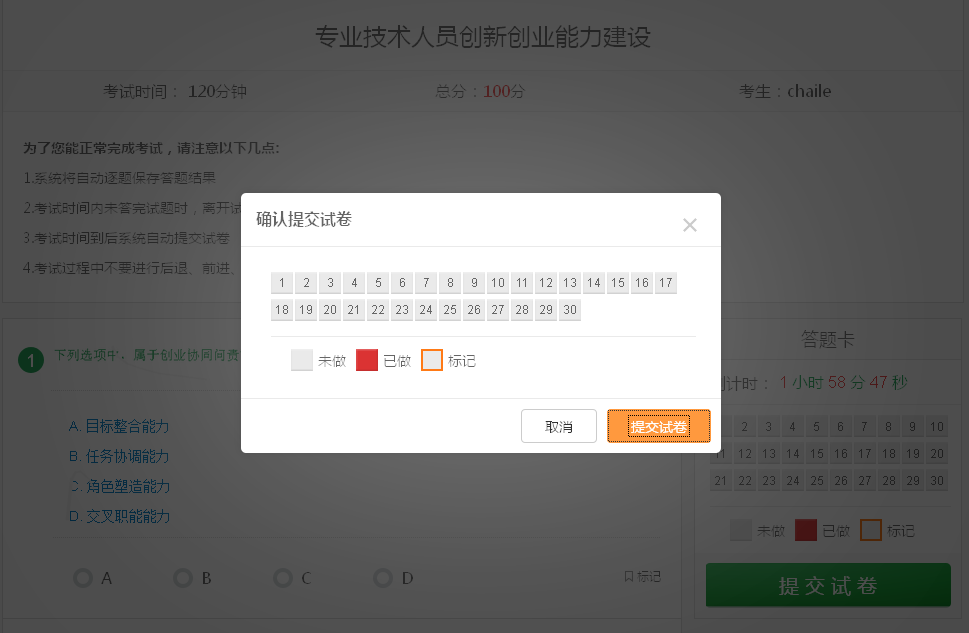 专业技术人员创新创业能力建设
考试时间： 120分钟
总分：100分
考生：chaile
为了您能正常完成考试，请注意以下几点:
1.系统将自动逐题保存答题结果
2.考试时间内未答完试题时，离开试
3.考试时间到后系统自动提交试卷
4.考试过程中不要进行后退、前进、
确认提交试卷
×
1 2 3 4 5 6 7 8 9 10 11 12 13 14 15 16 17
18 19 20 21 22 23 24 25 26 27 28 29 30
未做 已做 标记
取消 提交试卷
1 下列选项中，属于创业协同问责
A. 目标整合能力
B. 任务协调能力
C. 角色塑造能力
D. 交叉职能能力
A B C D 标记
答题卡
计时： 1 小时 58 分 47 秒
2 3 4 5 6 7 8 9 10
11 12 13 14 15 16 17 18 19 20
21 22 23 24 25 26 27 28 29 30
未做 已做 标记
提交试卷